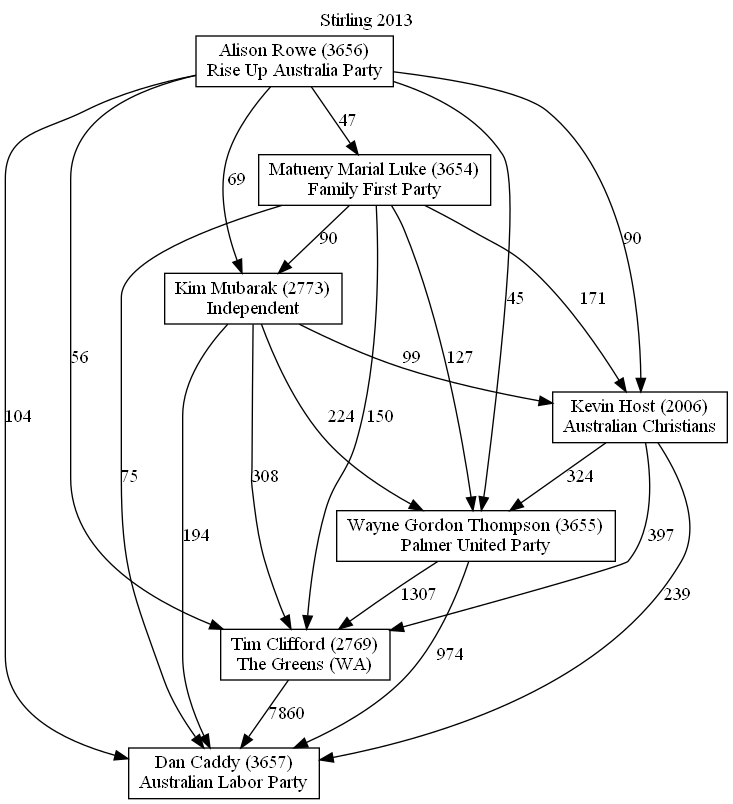 Stirling 2013
Alison Rowe (3656)
Rise Up Australia Party
47
Matueny Marial Luke (3654)
Family First Party
69
90
90
Kim Mubarak (2773)
Independent
45
171
56
127
99
104
224
150
Kevin Host (2006)
Australian Christians
75
308
324
194
Wayne Gordon Thompson (3655)
Palmer United Party
397
1307
239
Tim Clifford (2769)
The Greens (WA)
974
7860
Dan Caddy (3657)
Australian Labor Party